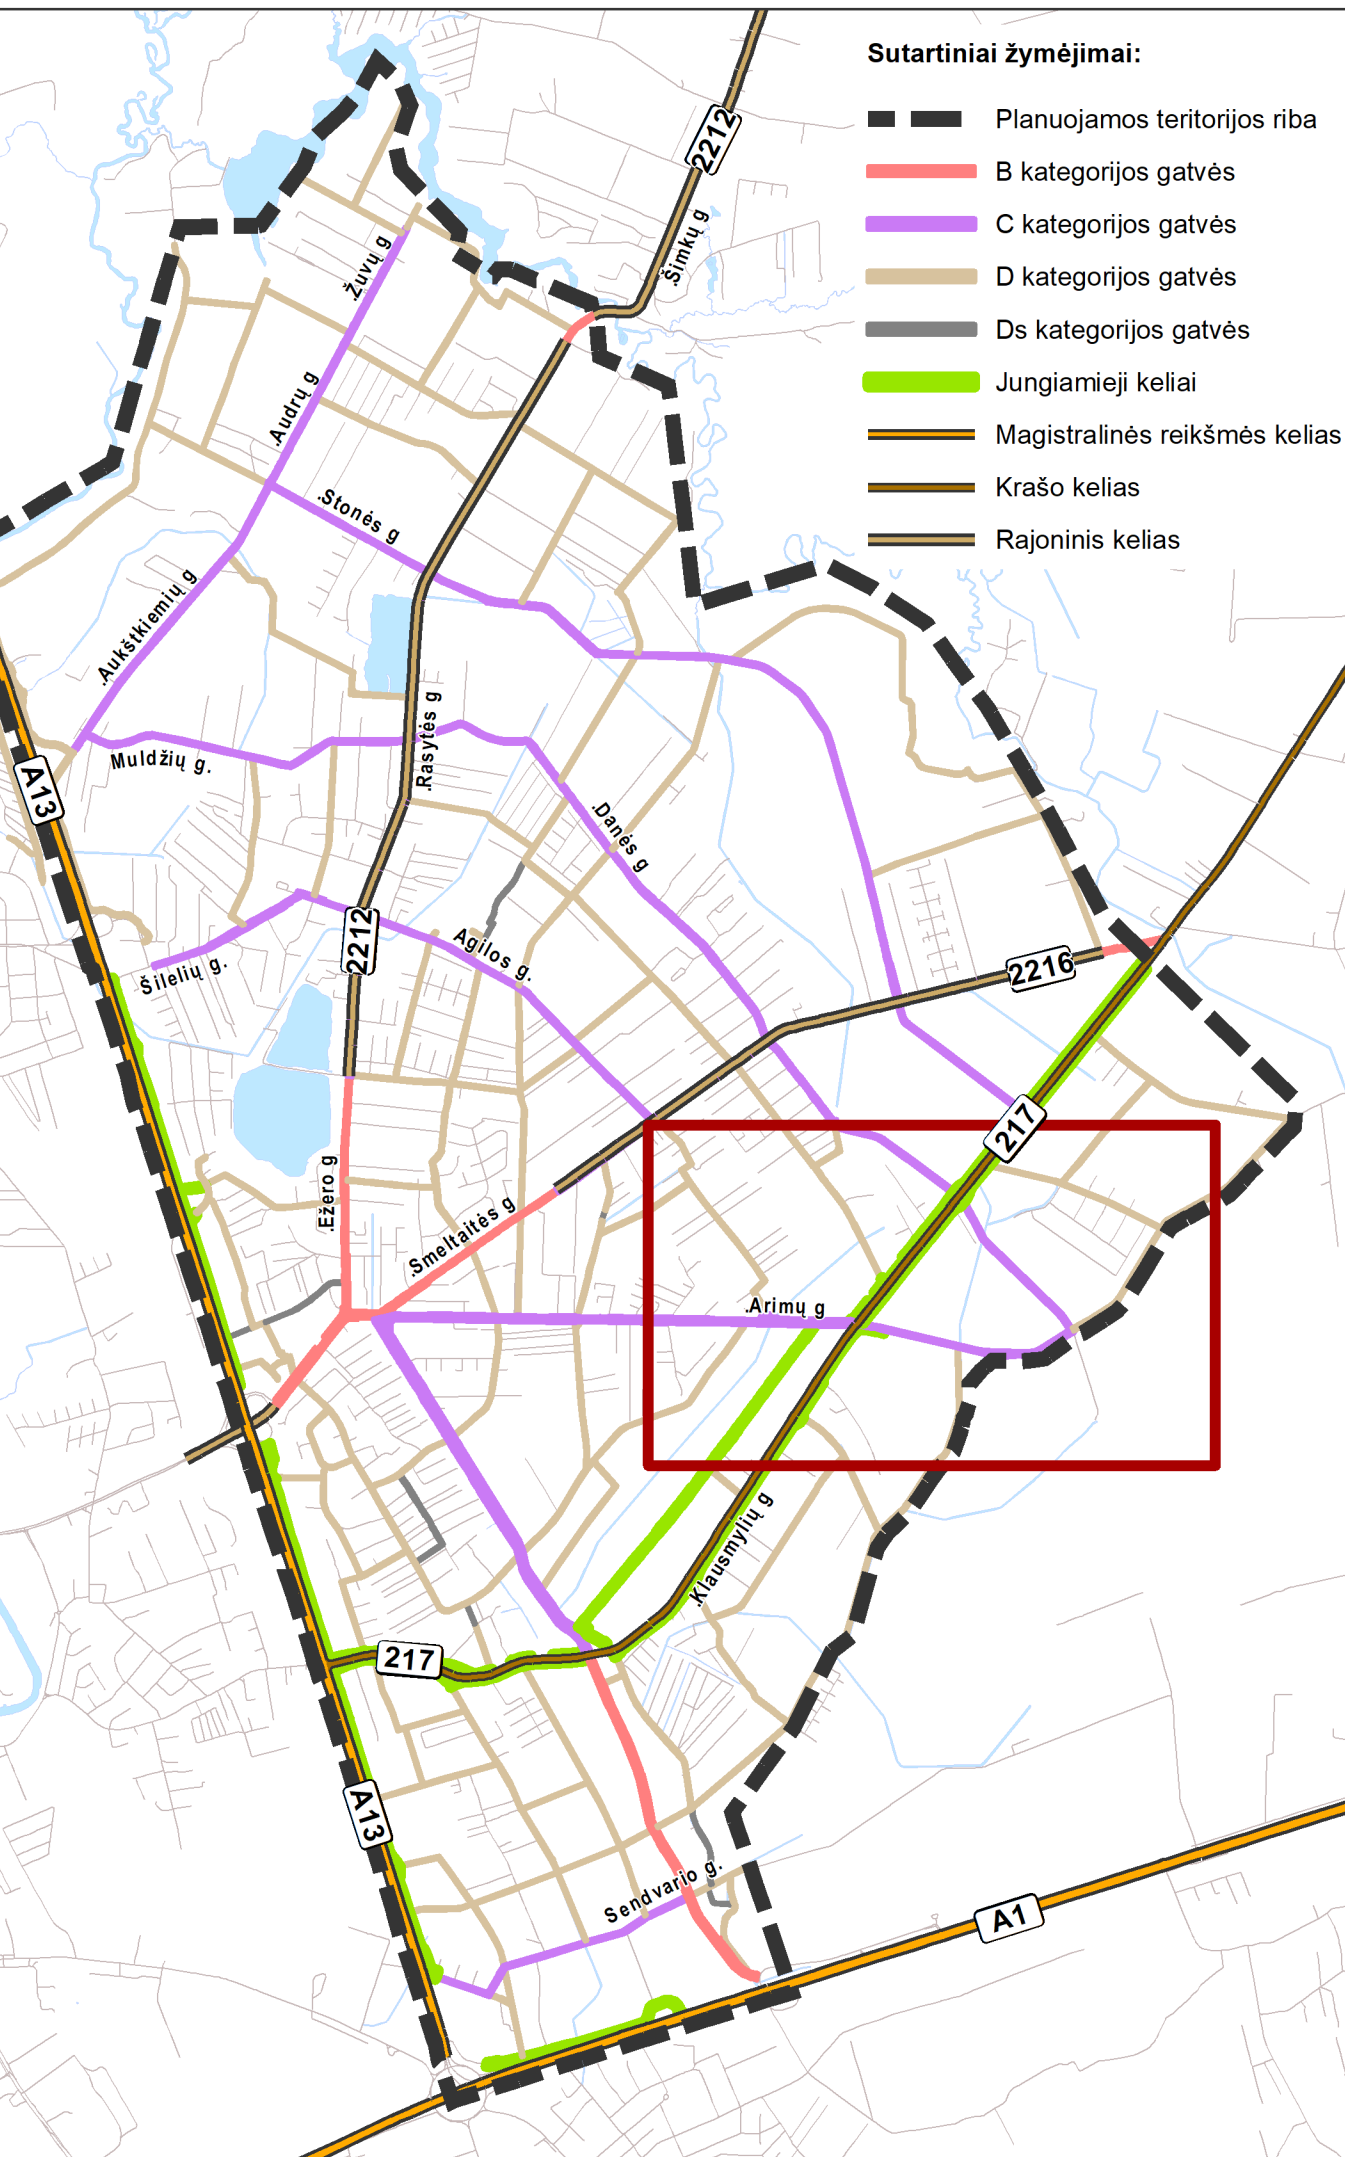 Sutartiniai žymėjimai:
Planuojamos teritorijos riba
B kategorijos gatvės
C kategorijos gatvės
D kategorijos gatvės
Ds kategorijos gatvės
Jungiamieji keliai
Magistralinės reikšmės kelias
Krašo kelias
Rajoninis kelias
2212
.Šimkų g
.Žuvų g
.Audrų g
.Stonės g
.Aukštkiemių g
.Rasytės g
Muldžių g.
A13
.Danės g
2212
Agilos g.
Šilelių g.
2216
217
.Ežero g
.Smeltaitės g
.Arimų g
.Klausmylių g
217
A13
Sendvario g.
A1